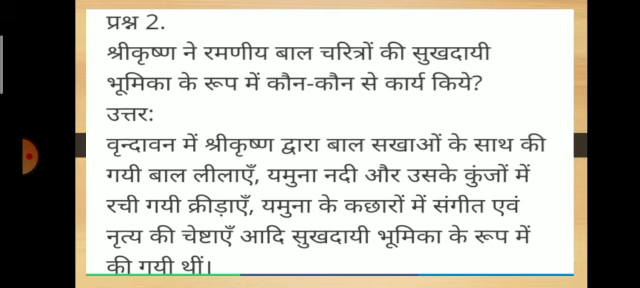 प्रश्न 2.
श्रीकृष्ण ने रमणीय बाल चरित्रों की सुखदायी
भूमिका के रूप में कौन-कौन से कार्य किये?
उत्तर:
वृन्दावन में श्रीकृष्ण द्वारा बाल सखाओं के साथ की
गयी बाल लीलाएँ, यमुना नदी और उसके कुंजों में
रची गयी क्रीड़ाएँ, यमुना के कछारों में संगीत एवं
नृत्य की चेष्टाएँ आदि सुखदायी भूमिका के रूप में
की गयी थीं।